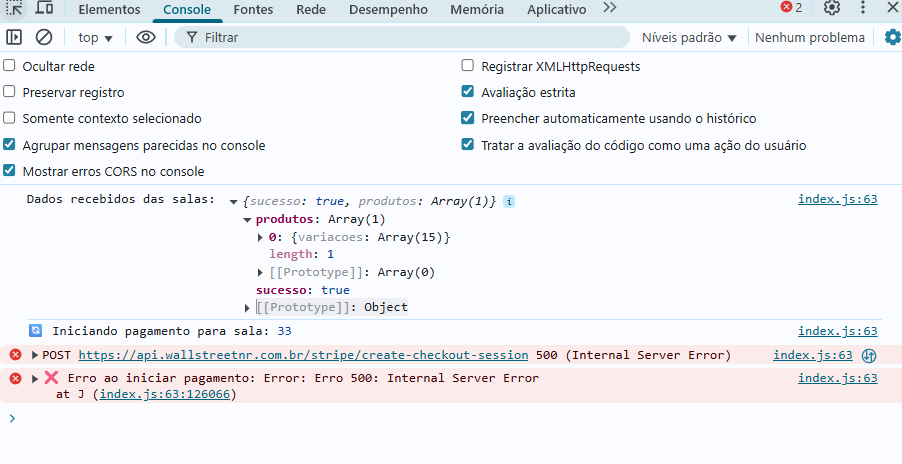 Elementos Console Fontes Rede Desempenho Memória Aplicativo 2
top Filtrar Níveis padrão Nenhum problema
Ocultar rede Registrar XMLHttpRequests
Preservar registro Avaliação estrita
Somente contexto selecionado Preencher automaticamente usando o histórico
Agrupar mensagens parecidas no console Tratar a avaliação do código como uma ação do usuário
Mostrar erros CORS no console
Dados recebidos das salas: {sucesso: true, produtos: Array(1)} i index.js:63
produtos: Array(1)
0: {variacoes: Array(15)}
length: 1
[[Prototype]]: Array(0)
sucesso: true
[[Prototype]]: Object
Iniciando pagamento para sala: 33 index.js:63
POST https://api.wallstreetnr.com.br/stripe/create-checkout-session 500 (Internal Server Error) index.js:63
❌ Erro ao iniciar pagamento: Error: Erro 500: Internal Server Error index.js:63
at J (index.js:63:126066)